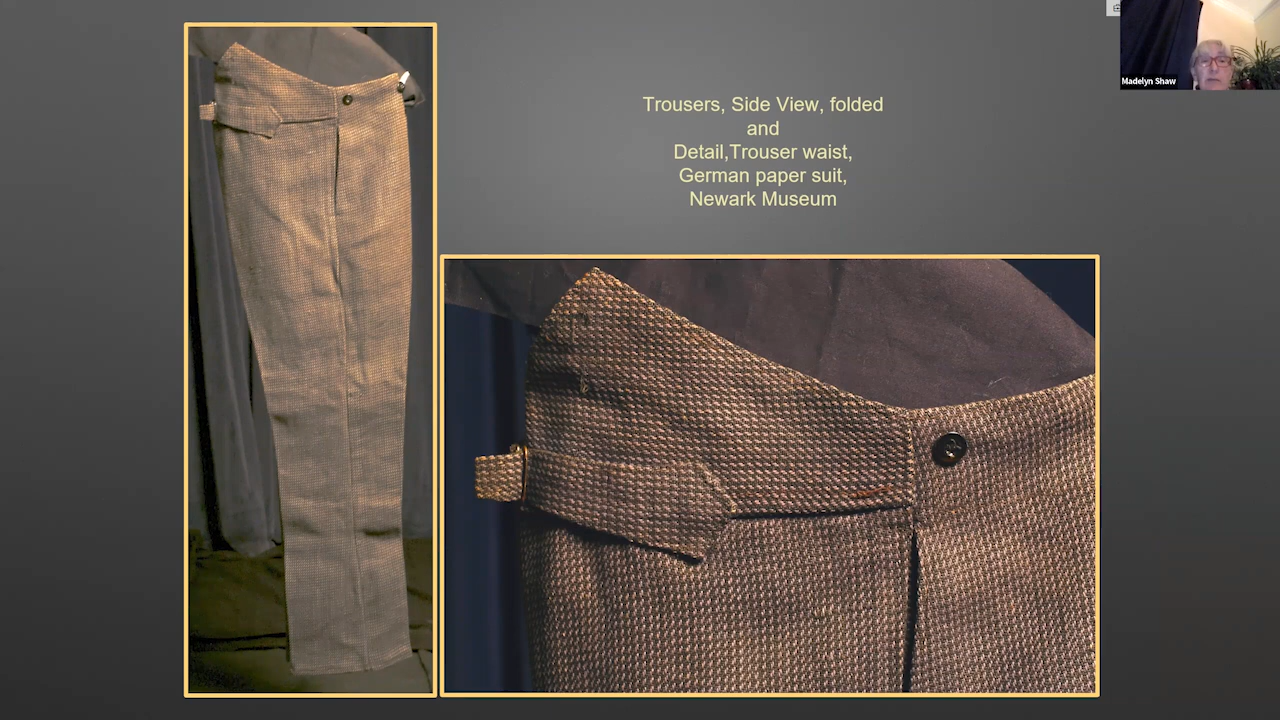 Trousers, Side View, folded
and
Detail,Trouser waist,
German paper suit,
Newark Museum
Madelyn Shaw